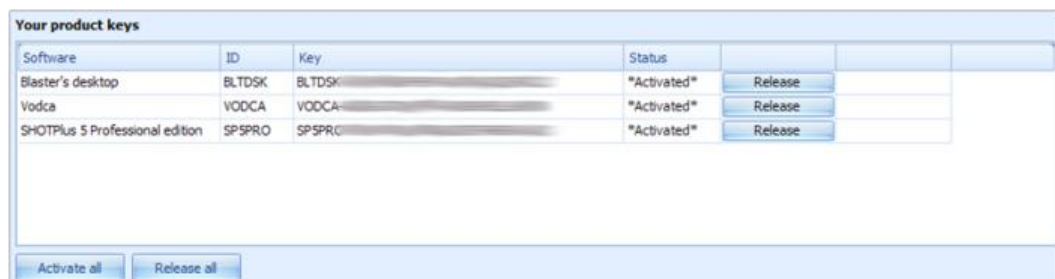 Your product keys
Software ID Key Status
Blaster's desktop BLTDSK BLTDSK *Activated* Release
Vodca VODCA VODCA- *Activated* Release
SHOTPlus 5 Professional edition SP5PRO SP5PRO *Activated* Release
Activate all Release all